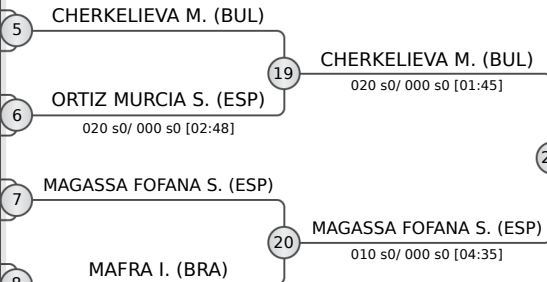 CHERKELIEVA M. (BUL)
5
19
CHERKELIEVA M. (BUL)
020 s0/ 000 s0 [01:45]
ORTIZ MURCIA S. (ESP)
6
020 s0/ 000 s0 [02:48]
2
MAGASSA FOFANA S. (ESP)
7
20
MAGASSA FOFANA S. (ESP)
010 s0/ 000 s0 [04:35]
MAFRA I. (BRA)
8